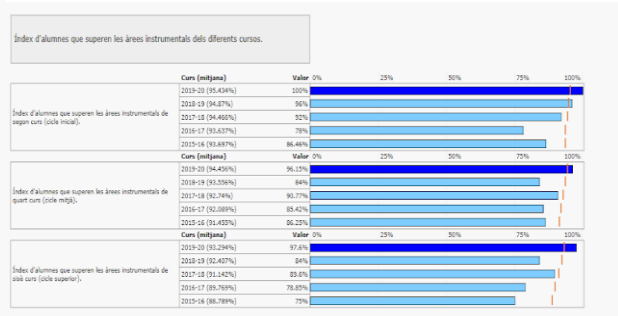 Índex d'alumnes que superen les àrees instrumentals dels diferents cursos.
Curs (mitjana) Valor 0% 25% 50% 75% 100%
Índex d'alumnes que superen les àrees instrumentals de
segon curs (cicle inicial).
2019-20 (95.434%) 100%
2018-19 (94.87%) 96%
2017-18 (94.466%) 92%
2016-17 (93.637%) 78%
2015-16 (93.697%) 86.46%
Curs (mitjana) Valor 0% 25% 50% 75% 100%
Índex d'alumnes que superen les àrees instrumentals de
quart curs (cicle mitjà).
2019-20 (94.456%) 96.15%
2018-19 (93.556%) 84%
2017-18 (92.74%) 90.77%
2016-17 (92.089%) 85.42%
2015-16 (91.455%) 86.25%
Curs (mitjana) Valor 0% 25% 50% 75% 100%
Índex d'alumnes que superen les àrees instrumentals de
sisè curs (cicle superior).
2019-20 (93.294%) 97.6%
2018-19 (92.407%) 84%
2017-18 (91.142%) 89.6%
2016-17 (89.769%) 78.85%
2015-16 (88.789%) 75%